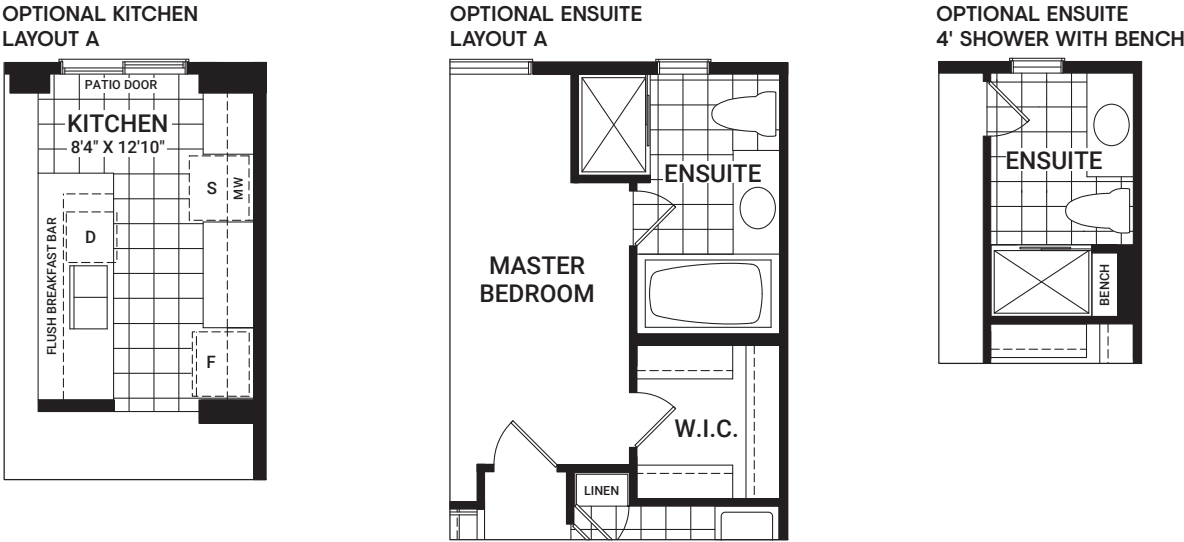 OPTIONAL KITCHEN
LAYOUT A
PATIO DOOR
KITCHEN
8'4" X 12'10"
S
MW
D
FLUSH BREAKFAST BAR
F
OPTIONAL ENSUITE
LAYOUT A
ENSUITE
MASTER
BEDROOM
W.I.C.
LINEN
OPTIONAL ENSUITE
4' SHOWER WITH BENCH
ENSUITE
BENCH